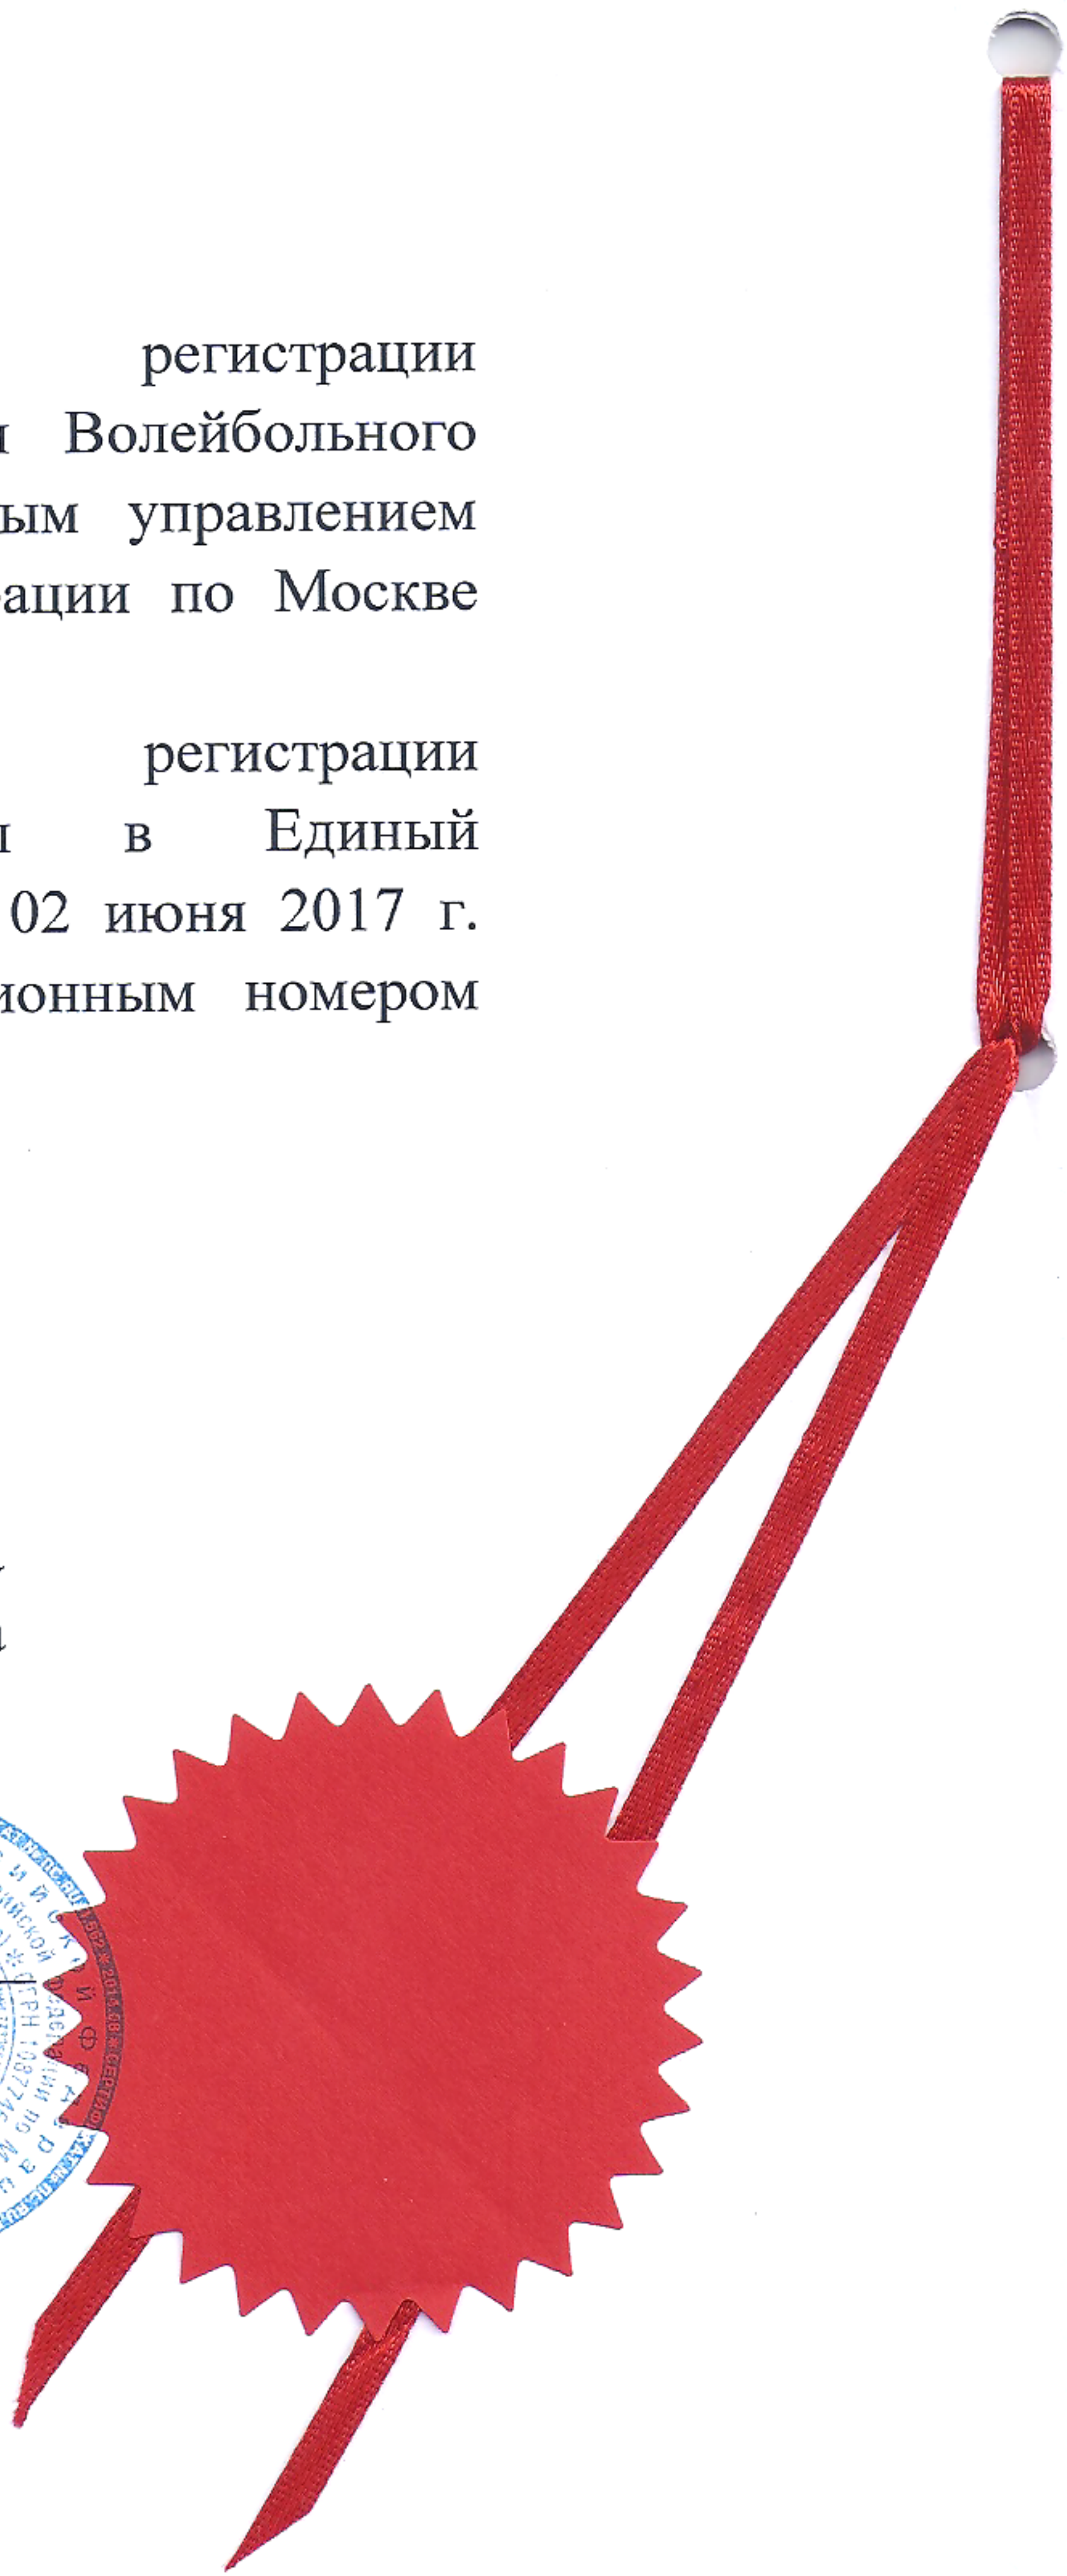 регистрации
Волейбольного
ым управлением
ации по Москве
регистрации
в Единый
02 июня 2017 г.
ионным номером